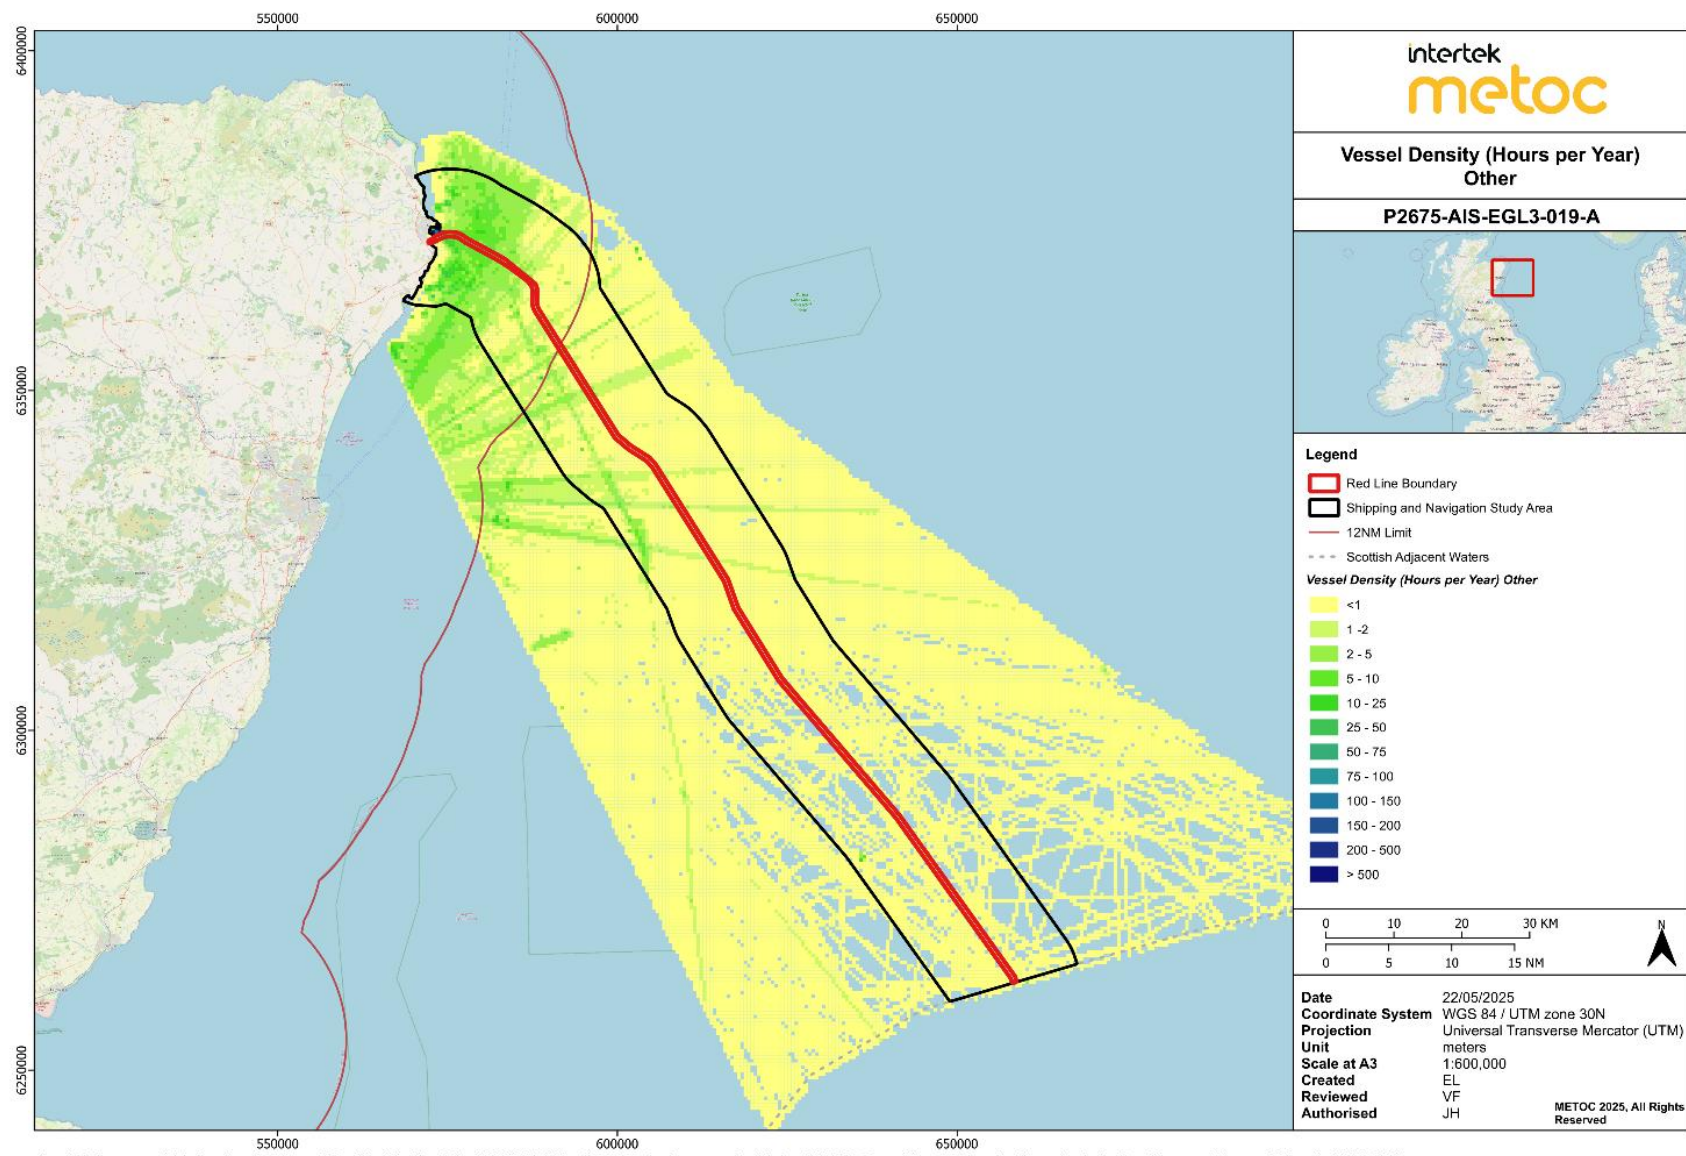 550000
600000
650000
6400000
6350000
6300000
6250000
550000
600000
650000
intertek
metoc
Vessel Density (Hours per Year)
Other
P2675-AIS-EGL3-019-A
Legend
Red Line Boundary
Shipping and Navigation Study Area
12NM Limit
Scottish Adjacent Waters
Vessel Density (Hours per Year) Other
<1
1 -2
2 - 5
5 - 10
10 - 25
25 - 50
50 - 75
75 - 100
100 - 150
150 - 200
200 - 500
> 500
0 10 20 30 KM
0 5 10 15 NM
N
Date 22/05/2025
Coordinate System WGS 84 / UTM zone 30N
Projection Universal Transverse Mercator (UTM)
Unit meters
Scale at A3 1:600,000
Created EL
Reviewed VF
Authorised JH
METOC 2025, All Rights
Reserved